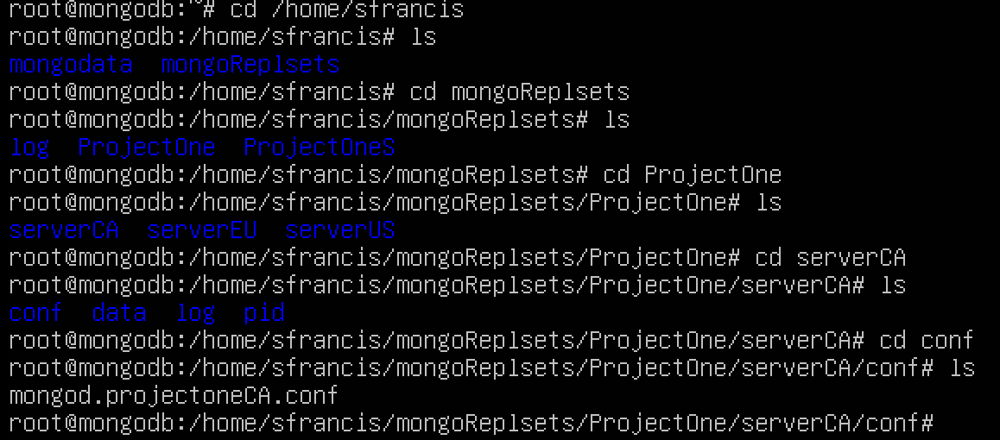 root@mongodb:~# cd /home/sfrancis
root@mongodb:/home/sfrancis# ls
mongodata  mongoReplsets
root@mongodb:/home/sfrancis# cd mongoReplsets
root@mongodb:/home/sfrancis/mongoReplsets# ls
log  ProjectOne  ProjectOneS
root@mongodb:/home/sfrancis/mongoReplsets# cd ProjectOne
root@mongodb:/home/sfrancis/mongoReplsets/ProjectOne# ls
serverCA  serverEU  serverUS
root@mongodb:/home/sfrancis/mongoReplsets/ProjectOne# cd serverCA
root@mongodb:/home/sfrancis/mongoReplsets/ProjectOne/serverCA# ls
conf  data  log  pid
root@mongodb:/home/sfrancis/mongoReplsets/ProjectOne/serverCA# cd conf
root@mongodb:/home/sfrancis/mongoReplsets/ProjectOne/serverCA/conf# ls
mongod.projectoneCA.conf
root@mongodb:/home/sfrancis/mongoReplsets/ProjectOne/serverCA/conf#